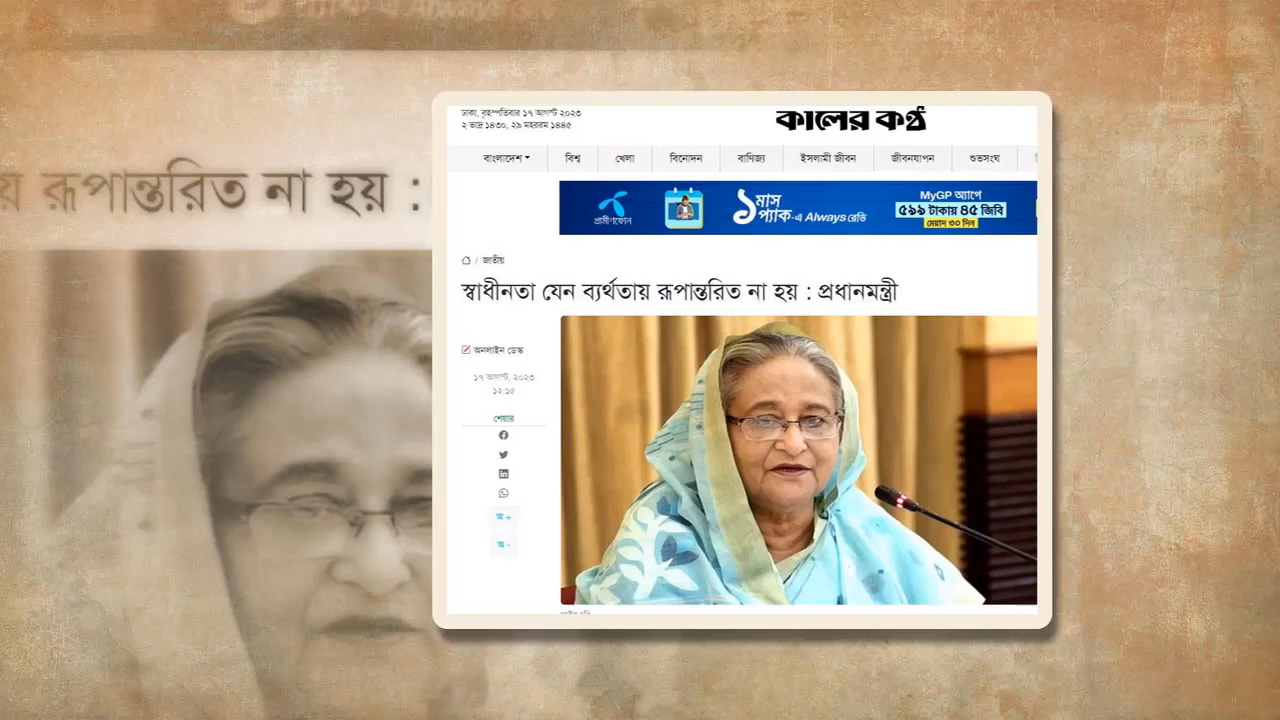 য় রূপান্তরিত না হয় :
ঢাকা, বৃহস্পতিবার ১৭ আগস্ট ২০২৩
২ ভাদ্র ১৪৩০, ২৯ মহররম ১৪৪৫
কালের কণ্ঠ
বাংলাদেশ
বিশ্ব
খেলা
বিনোদন
বাণিজ্য
ইসলামী জীবন
জীবনযাপন
শুভসংঘ
গ্রামীণফোন
১ মাস
প্যাক-এ Always রেডি
MyGP অ্যাপে
৫৯৯ টাকায় ৪৫ জিবি
মেয়াদ ৩০ দিন
/ জাতীয়
স্বাধীনতা যেন ব্যর্থতায় রূপান্তরিত না হয় : প্রধানমন্ত্রী
অনলাইন ডেস্ক
১৭ আগস্ট, ২০২৩
১২:১৫
শেয়ার
অ +
অ -